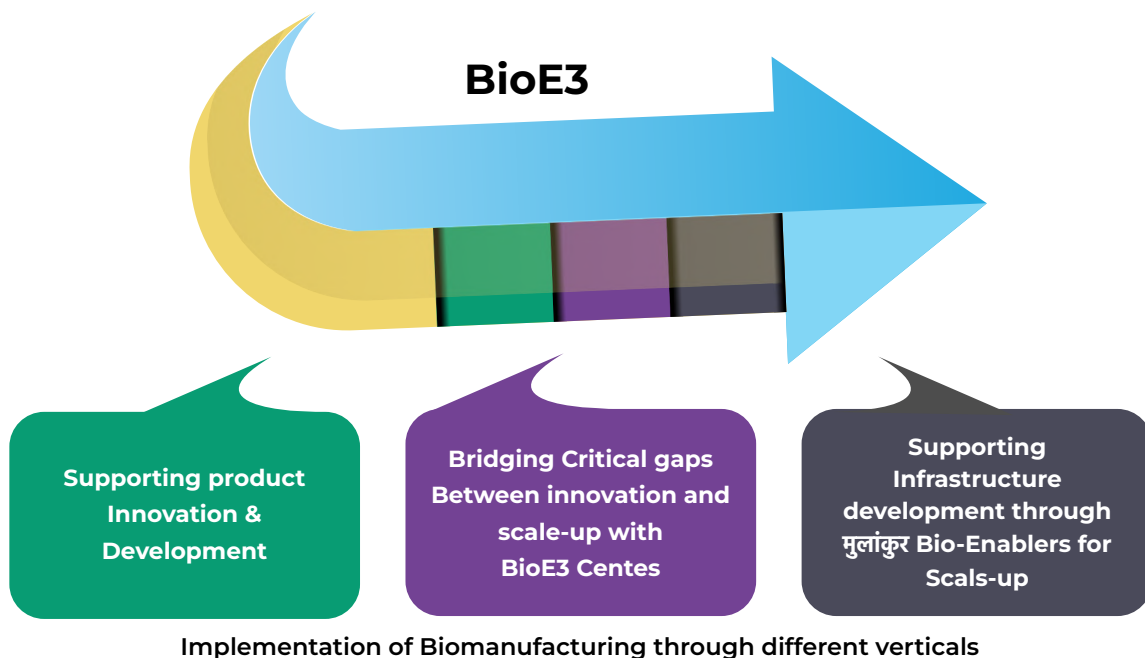 BioE3
Supporting product
Innovation &
Development
Bridging Critical gaps
Between innovation and
scale-up with
BioE3 Centes
Supporting
Infrastructure
development through
मुलांकुर Bio-Enablers for
Scals-up
Implementation of Biomanufacturing through different verticals